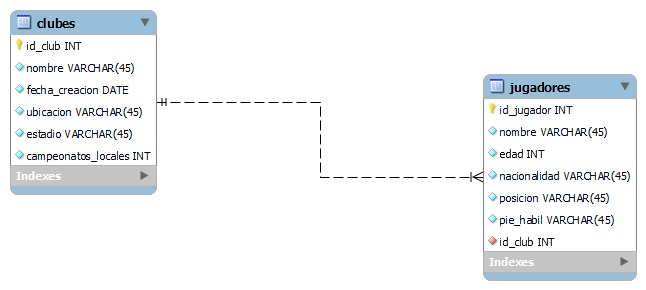 clubes
id_club INT
nombre VARCHAR(45)
fecha_creacion DATE
ubicacion VARCHAR(45)
estadio VARCHAR(45)
campeonatos_locales INT
Indexes
jugadores
id_jugador INT
nombre VARCHAR(45)
edad INT
nacionalidad VARCHAR(45)
posicion VARCHAR(45)
pie_habil VARCHAR(45)
id_club INT
Indexes